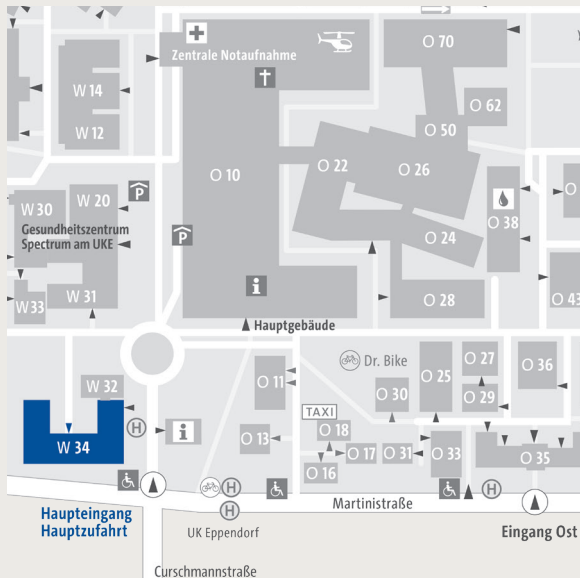 O 70
Y
Zentrale Notaufnahme
W 14
O 62
W 12
O 50
O 22
O 26
O 10
W 20
P
W 30
O 38
P
Gesundheitszentrum
Spectrum am UKE
O 24
W 31
i
O 28
W 33
O 43
Hauptgebäude
Dr. Bike
O 27
O 36
O 11
W 32
O 30
O 25
O 29
TAXI
H
i
O 18
W 34
O 13
O 17
O 31
O 33
O 35
O 16
H
H
H
Martinistraße
Haupteingang
Hauptzufahrt
UK Eppendorf
Eingang Ost
Curschmannstraße